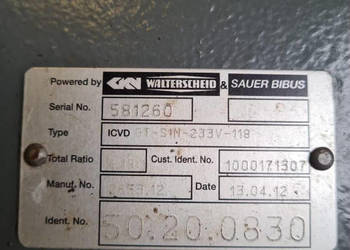 Powered by GKN WALTERSCHEID & SAUER BIBUS
Serial No. 581260
Type ICVD GT-S1N-233V-118
Total Ratio Cust. Ident. No. 1000171307
Manuf. No. Date 13.04.12
Ident. No. 50.20.0830